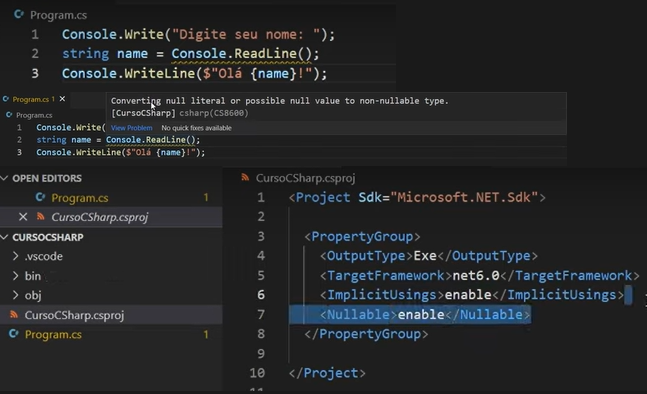 Program.cs
1 Console.Write("Digite seu nome: ");
2 string name = Console.ReadLine();
3 Console.WriteLine($"Olá {name}!");
Program.cs 1 ×
Converting null literal or possible null value to non-nullable type.
[CursoCSharp] csharp(CS8600)
View Problem No quick fixes available
Program.cs
1 Console.Write(
2 string name = Console.ReadLine();
3 Console.WriteLine($"Olá {name}!");
OPEN EDITORS
Program.cs 1
CursoCSharp.csproj
CURSOCSHARP
.vscode
bin
obj
CursoCSharp.csproj
Program.cs 1
CursoCSharp.csproj
1 <Project Sdk="Microsoft.NET.Sdk">
2
3 <PropertyGroup>
4 <OutputType>Exe</OutputType>
5 <TargetFramework>net6.0</TargetFramework>
6 <ImplicitUsings>enable</ImplicitUsings>
7 <Nullable>enable</Nullable>
8 </PropertyGroup>
9
10 </Project>